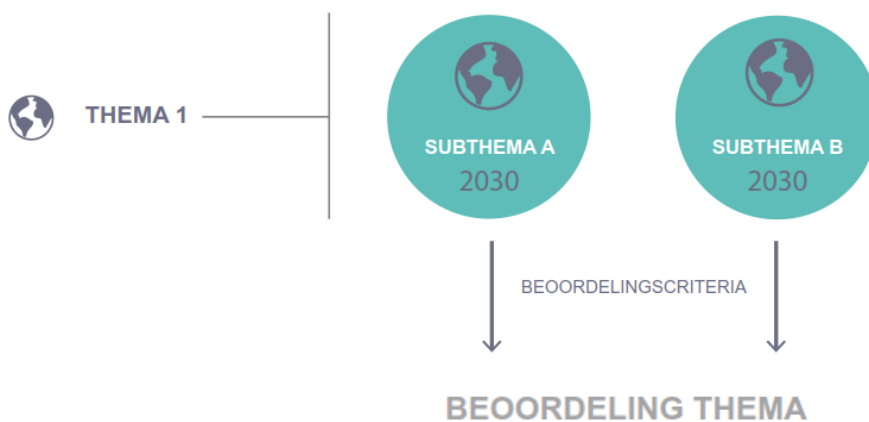 THEMA 1
SUBTHEMA A
2030
SUBTHEMA B
2030
BEOORDELINGSCRITERIA
BEOORDELING THEMA